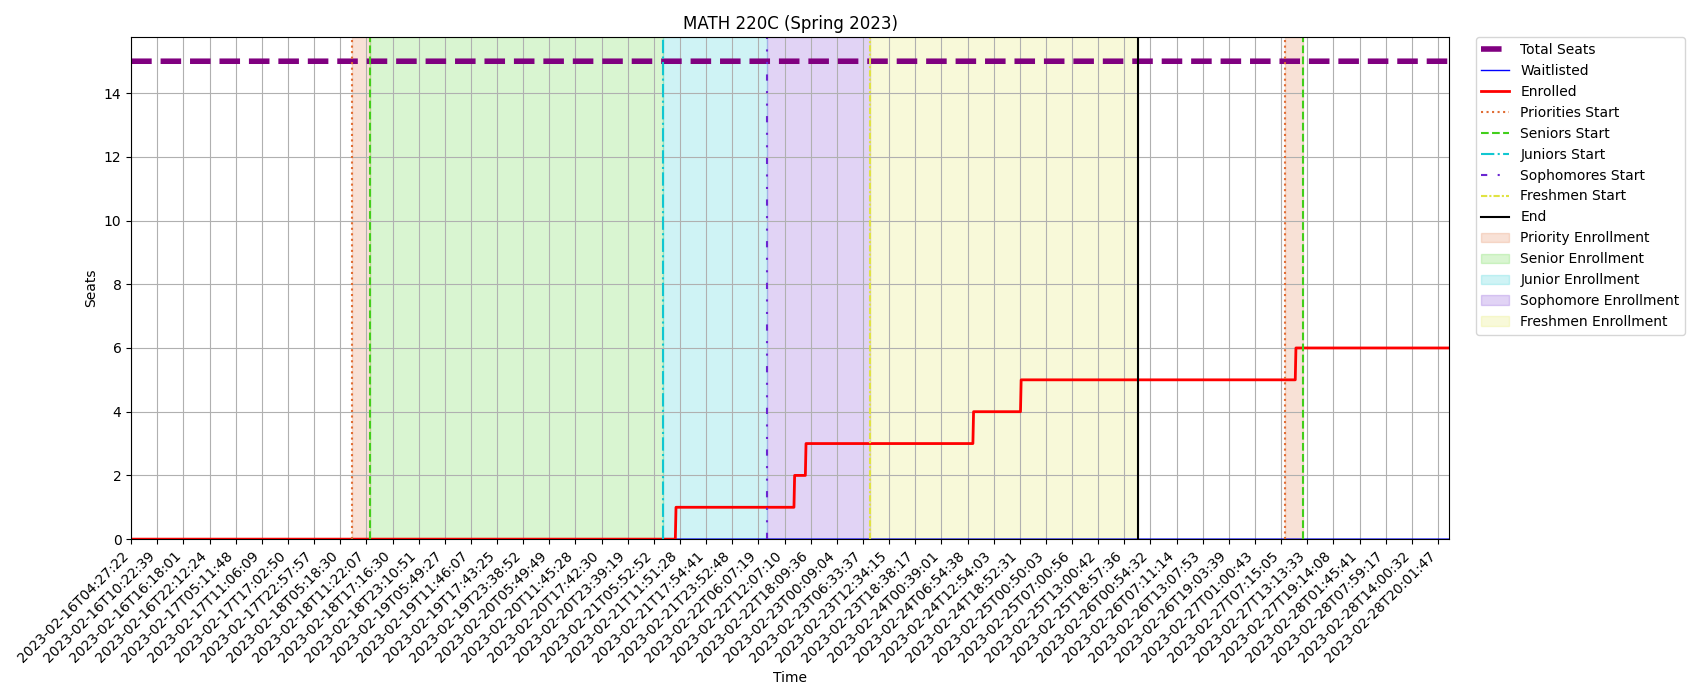 MATH 220C (Spring 2023)
Seats
14
12
10
8
6
4
2
0
2023-02-16T04:27:22
2023-02-16T10:22:39
2023-02-16T16:18:01
2023-02-16T22:12:24
2023-02-17T05:11:48
2023-02-17T11:06:09
2023-02-17T17:02:50
2023-02-17T22:57:57
2023-02-18T05:18:30
2023-02-18T11:22:07
2023-02-18T17:16:30
2023-02-18T23:10:51
2023-02-19T05:49:27
2023-02-19T11:46:07
2023-02-19T17:43:25
2023-02-19T23:38:52
2023-02-20T05:49:49
2023-02-20T11:45:28
2023-02-20T17:42:30
2023-02-20T23:39:19
2023-02-21T05:52:52
2023-02-21T11:51:28
2023-02-21T17:54:41
2023-02-21T23:52:48
2023-02-22T06:07:19
2023-02-22T12:07:10
2023-02-22T18:09:36
2023-02-23T00:09:04
2023-02-23T06:33:37
2023-02-23T12:34:15
2023-02-23T18:38:17
2023-02-24T00:39:01
2023-02-24T06:54:38
2023-02-24T12:54:03
2023-02-24T18:52:31
2023-02-25T00:50:03
2023-02-25T07:00:56
2023-02-25T13:00:42
2023-02-25T18:57:36
2023-02-26T00:54:32
2023-02-26T07:11:14
2023-02-26T13:07:53
2023-02-26T19:03:39
2023-02-27T01:00:43
2023-02-27T07:15:05
2023-02-27T13:13:33
2023-02-27T19:14:08
2023-02-28T01:45:41
2023-02-28T07:59:17
2023-02-28T14:00:32
2023-02-28T20:01:47
Time
Total Seats
Waitlisted
Enrolled
Priorities Start
Seniors Start
Juniors Start
Sophomores Start
Freshmen Start
End
Priority Enrollment
Senior Enrollment
Junior Enrollment
Sophomore Enrollment
Freshmen Enrollment